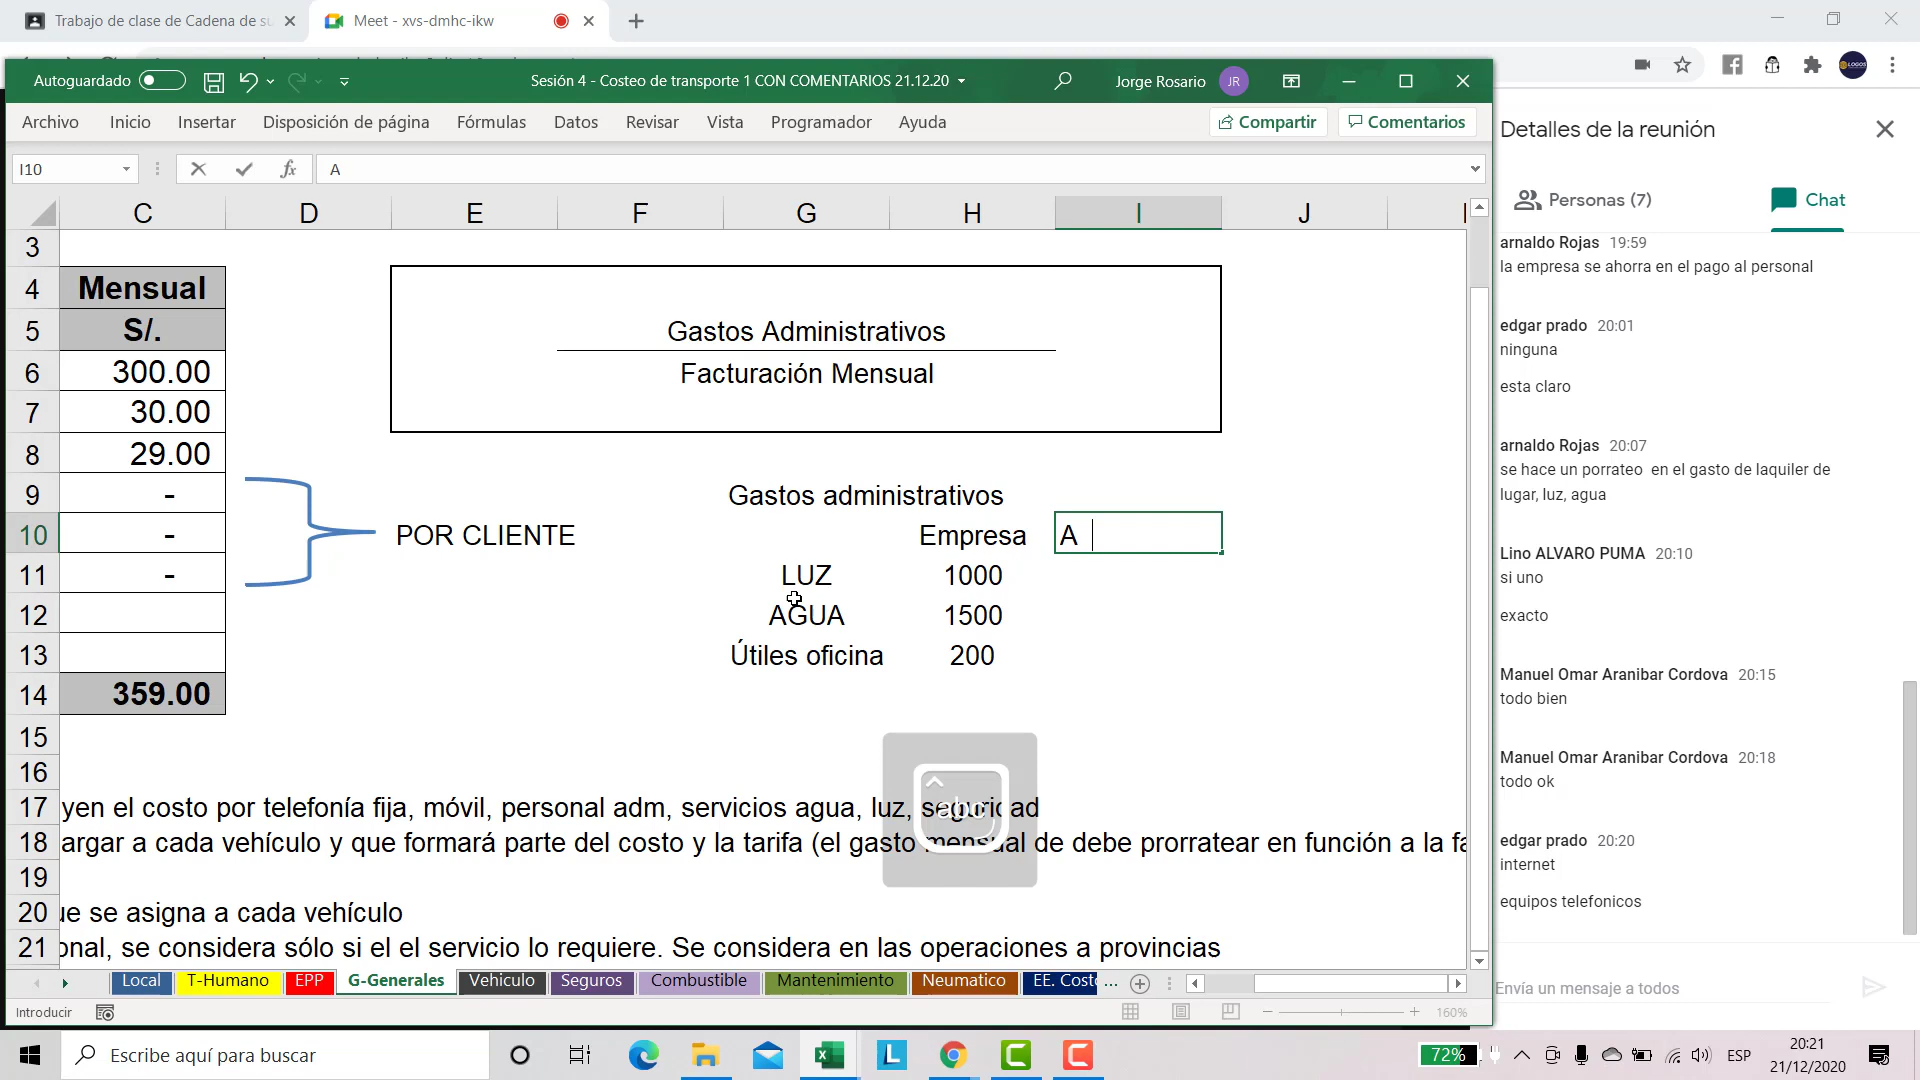 Trabajo de clase de Cadena de su
Meet - xvs-dmhc-ikw
Autoguardado
Sesión 4 - Costeo de transporte 1 CON COMENTARIOS 21.12.20
Jorge Rosario
JR
Archivo Inicio Insertar Disposición de página Fórmulas Datos Revisar Vista Programador Ayuda
Compartir
Comentarios
I10
fx
A
C D E F G H I J
3
4 Mensual
5 S/.
Gastos Administrativos
6 300.00
Facturación Mensual
7 30.00
8 29.00
9 - Gastos administrativos
10 - POR CLIENTE Empresa A
11 - LUZ 1000
12 AGUA 1500
13 Útiles oficina 200
14 359.00
15
16
abc
17 yen el costo por telefonía fija, móvil, personal adm, servicios agua, luz, seguridad
18 argar a cada vehículo y que formará parte del costo y la tarifa (el gasto mensual de debe prorratear en función a la fa
19
20 ue se asigna a cada vehículo
21 onal, se considera sólo si el el servicio lo requiere. Se considera en las operaciones a provincias
Local T-Humano EPP G-Generales Vehiculo Seguros Combustible Mantenimiento Neumatico EE. Costo ...
Introducir
160%
Detalles de la reunión
Personas (7)
Chat
arnaldo Rojas 19:59
la empresa se ahorra en el pago al personal
edgar prado 20:01
ninguna
esta claro
arnaldo Rojas 20:07
se hace un porrateo en el gasto de laquiler de
lugar, luz, agua
Lino ALVARO PUMA 20:10
si uno
exacto
Manuel Omar Aranibar Cordova 20:15
todo bien
Manuel Omar Aranibar Cordova 20:18
todo ok
edgar prado 20:20
internet
equipos telefonicos
Envía un mensaje a todos
Escribe aquí para buscar
72%
ESP
20:21
21/12/2020